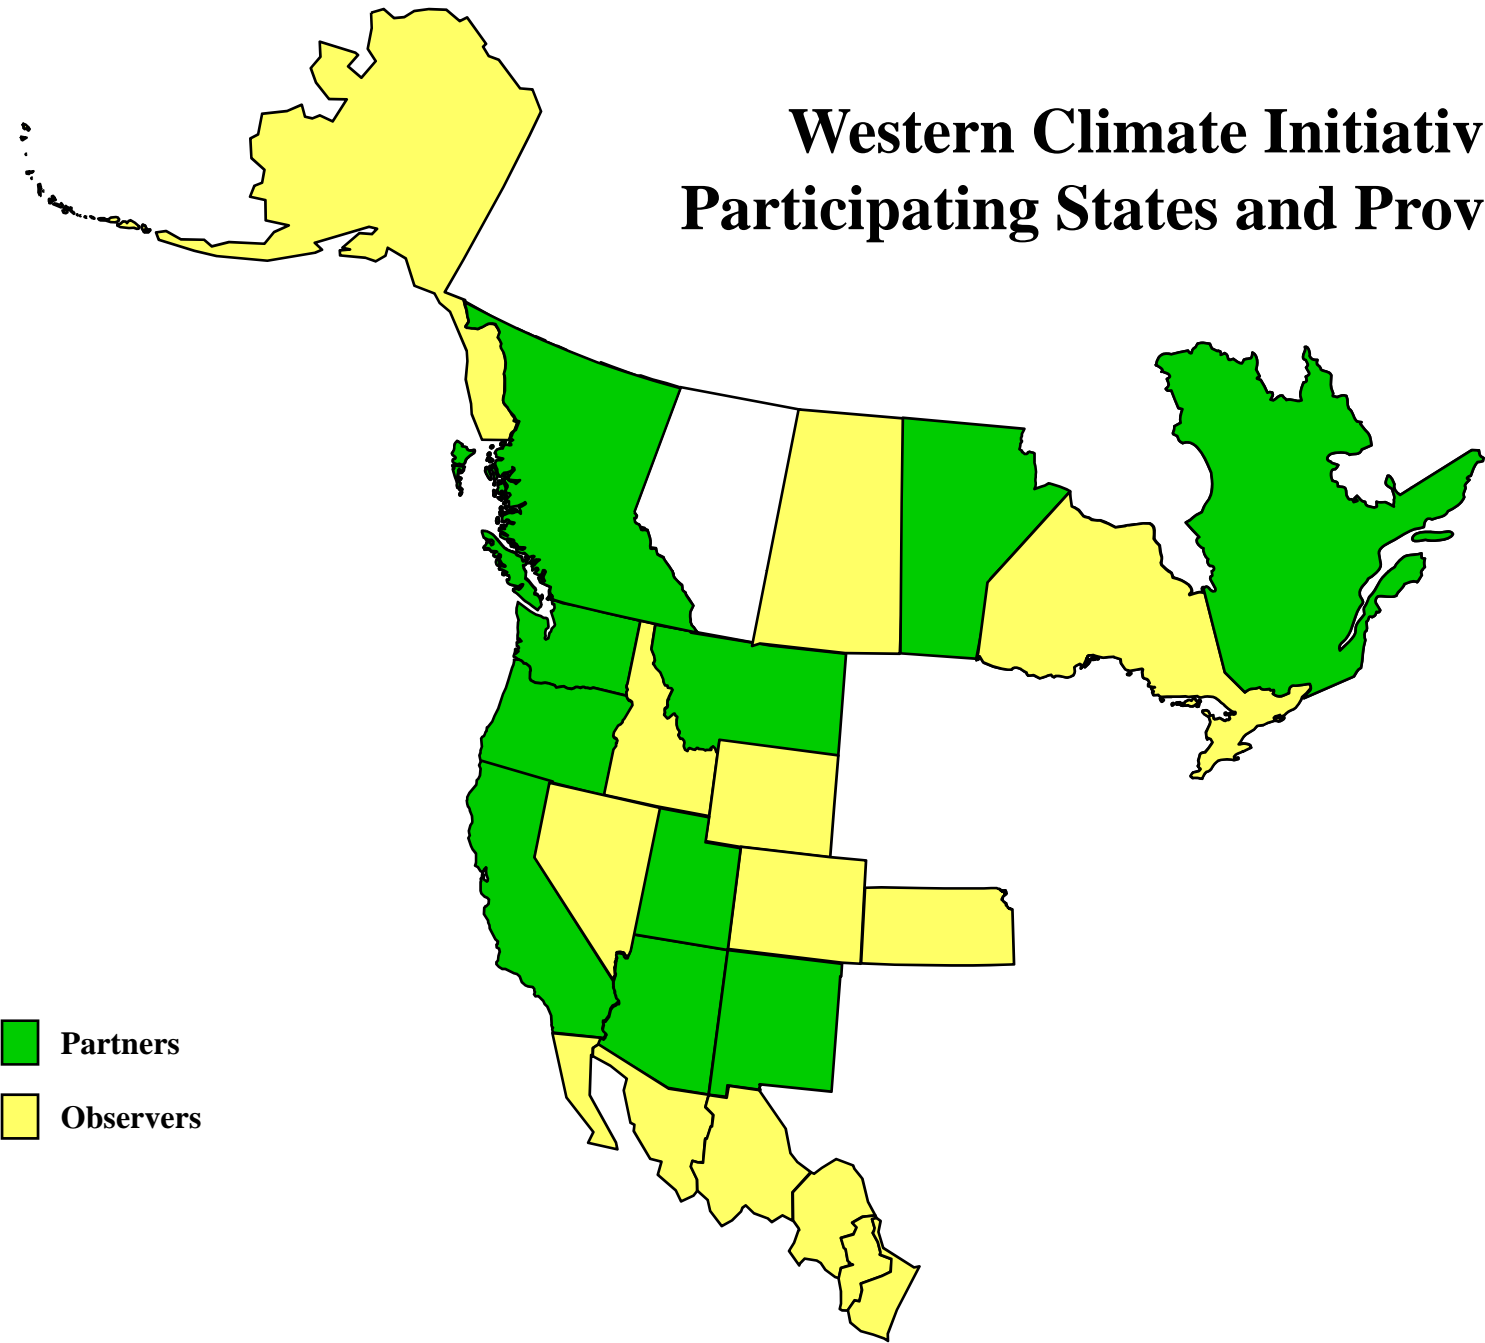 Western Climate Initiativ
Participating States and Prov
Partners
Observers